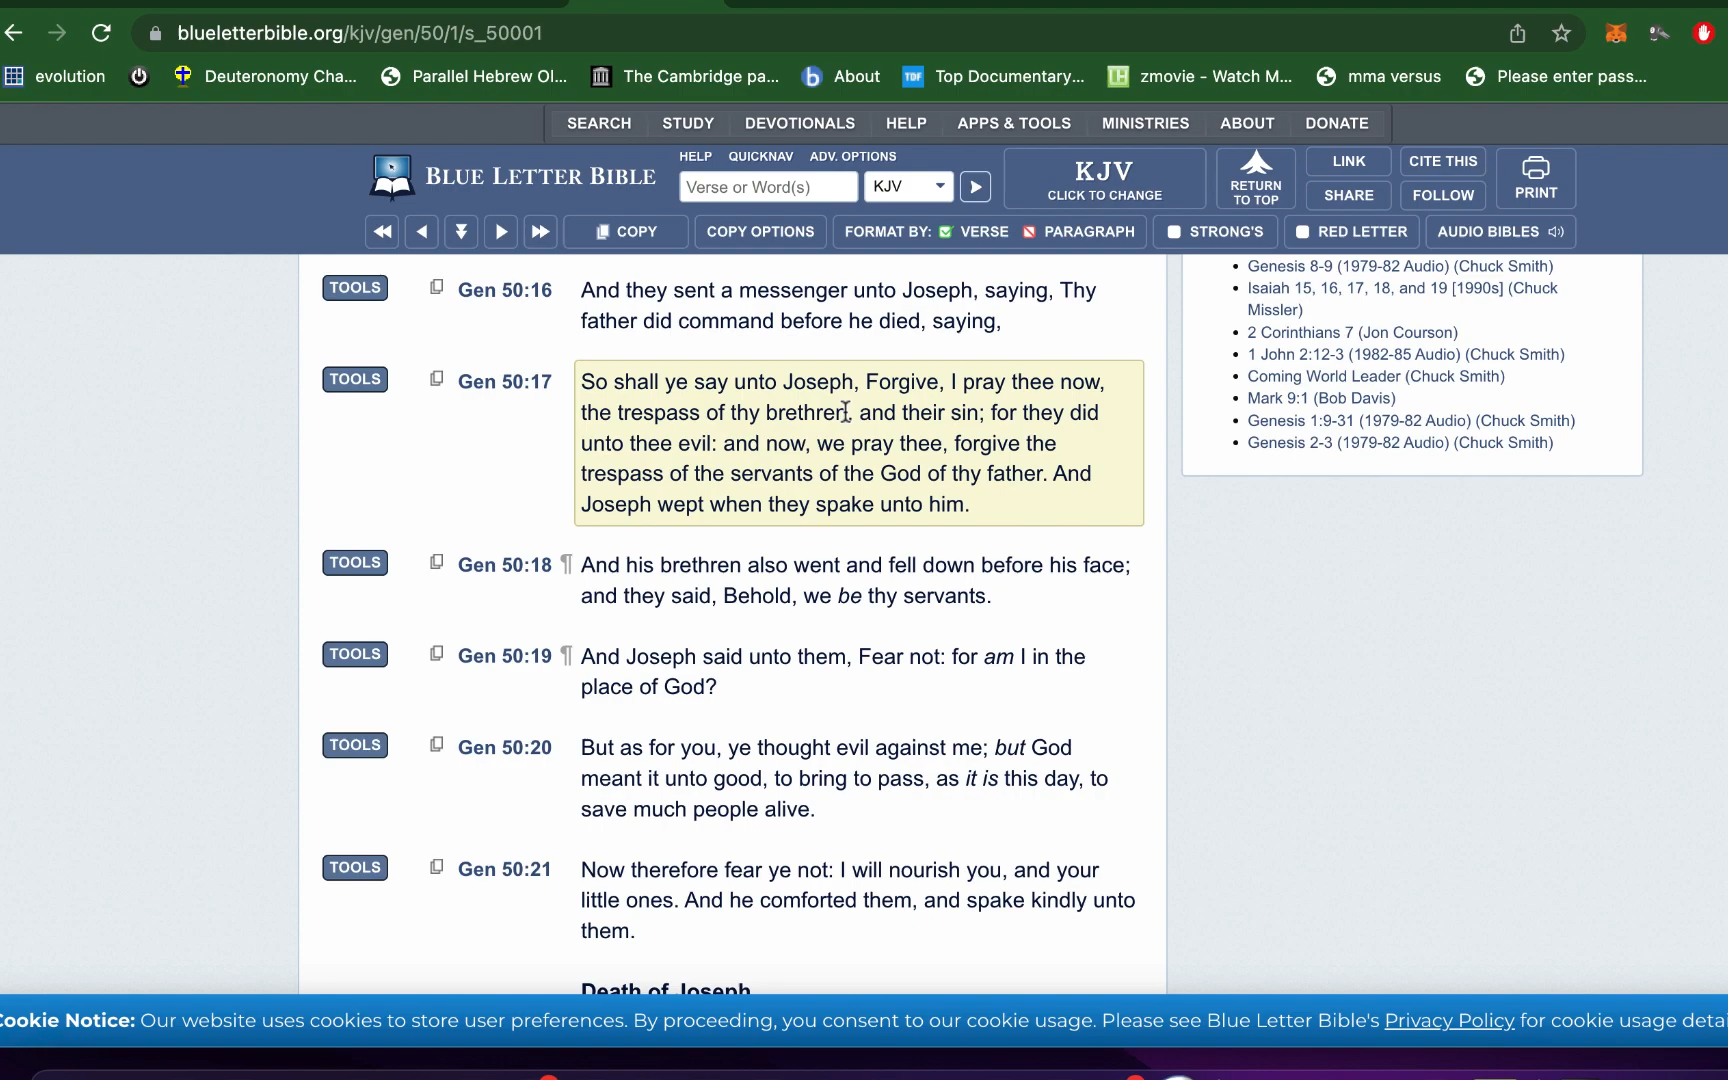 blueletterbible.org/kjv/gen/50/1/s_50001
evolution Deuteronomy Cha... Parallel Hebrew Ol... The Cambridge pa... About Top Documentary... zmovie - Watch M... mma versus Please enter pass...
SEARCH STUDY DEVOTIONALS HELP APPS & TOOLS MINISTRIES ABOUT DONATE
BLUE LETTER BIBLE
HELP QUICKNAV ADV. OPTIONS
Verse or Word(s) KJV
KJV
CLICK TO CHANGE
RETURN
TO TOP
LINK CITE THIS
SHARE FOLLOW
PRINT
COPY COPY OPTIONS FORMAT BY: VERSE PARAGRAPH STRONG'S RED LETTER AUDIO BIBLES
TOOLS Gen 50:16 And they sent a messenger unto Joseph, saying, Thy
father did command before he died, saying,
TOOLS Gen 50:17 So shall ye say unto Joseph, Forgive, I pray thee now,
the trespass of thy brethren, and their sin; for they did
unto thee evil: and now, we pray thee, forgive the
trespass of the servants of the God of thy father. And
Joseph wept when they spake unto him.
TOOLS Gen 50:18 ¶ And his brethren also went and fell down before his face;
and they said, Behold, we be thy servants.
TOOLS Gen 50:19 ¶ And Joseph said unto them, Fear not: for am I in the
place of God?
TOOLS Gen 50:20 But as for you, ye thought evil against me; but God
meant it unto good, to bring to pass, as it is this day, to
save much people alive.
TOOLS Gen 50:21 Now therefore fear ye not: I will nourish you, and your
little ones. And he comforted them, and spake kindly unto
them.
Death of Joseph
• Genesis 8-9 (1979-82 Audio) (Chuck Smith)
• Isaiah 15, 16, 17, 18, and 19 [1990s] (Chuck
Missler)
• 2 Corinthians 7 (Jon Courson)
• 1 John 2:12-3 (1982-85 Audio) (Chuck Smith)
• Coming World Leader (Chuck Smith)
• Mark 9:1 (Bob Davis)
• Genesis 1:9-31 (1979-82 Audio) (Chuck Smith)
• Genesis 2-3 (1979-82 Audio) (Chuck Smith)
Cookie Notice: Our website uses cookies to store user preferences. By proceeding, you consent to our cookie usage. Please see Blue Letter Bible's Privacy Policy for cookie usage detai